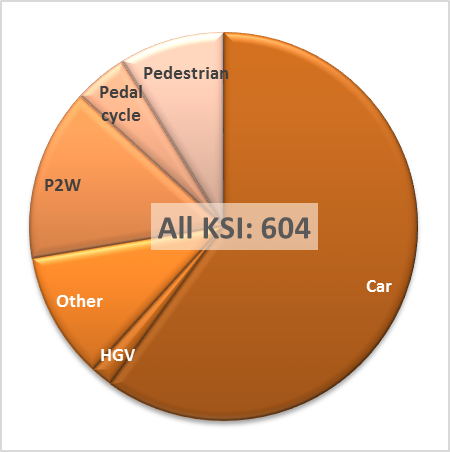 Pedestrian
Pedal
cycle
P2W
All KSI: 604
Car
Other
HGV